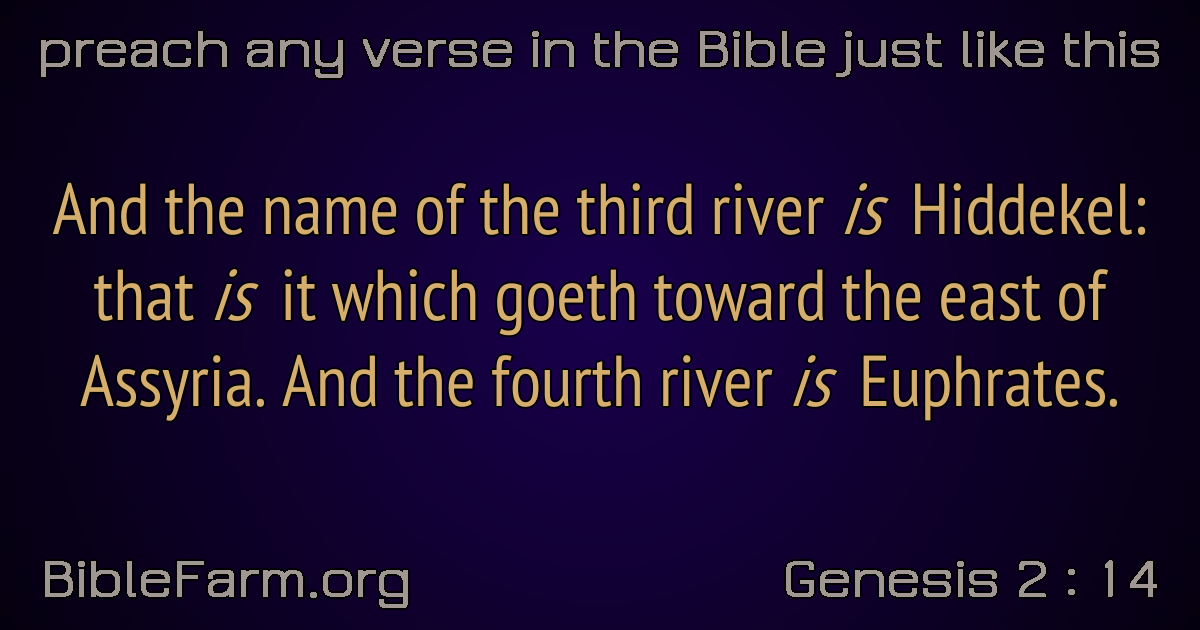 preach any verse in the Bible just like this
And the name of the third river is Hiddekel:
that is it which goeth toward the east of
Assyria. And the fourth river is Euphrates.
BibleFarm.org
Genesis 2 : 14